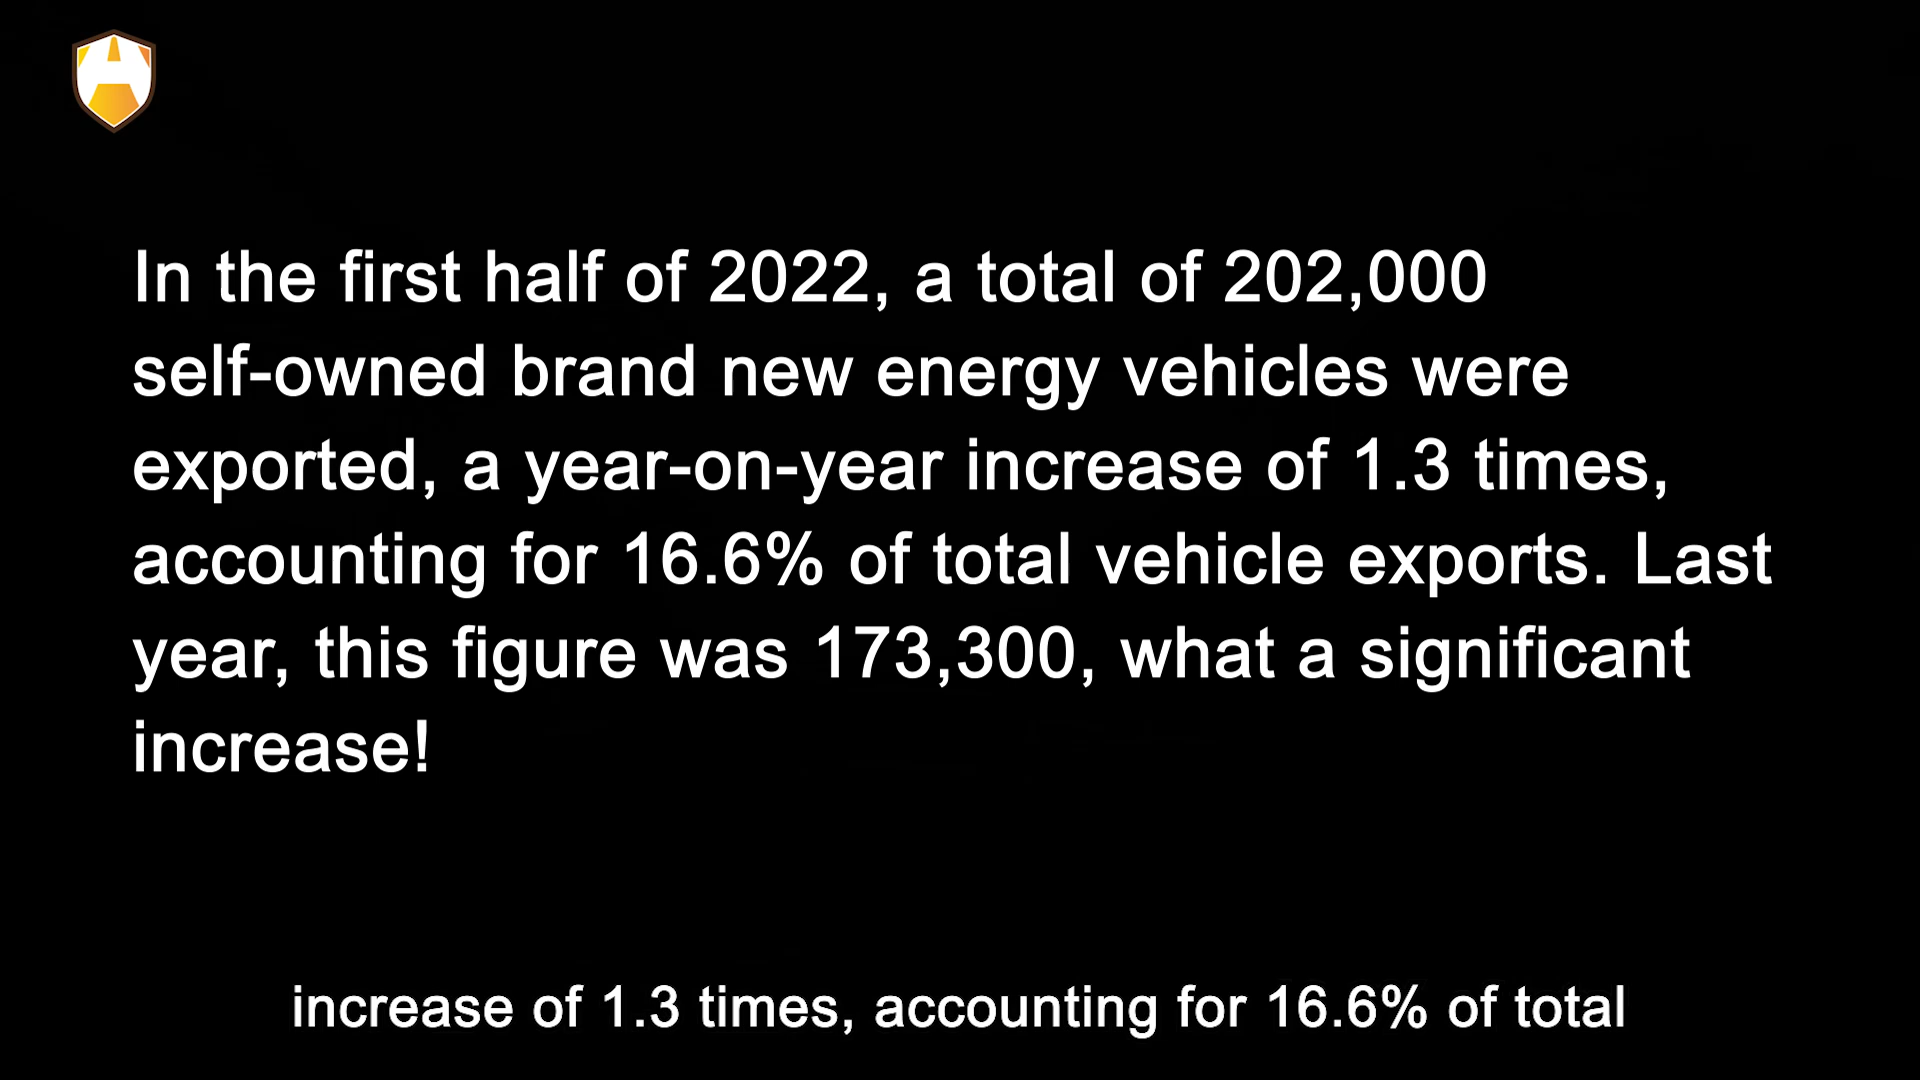 In the first half of 2022, a total of 202,000
self-owned brand new energy vehicles were
exported, a year-on-year increase of 1.3 times,
accounting for 16.6% of total vehicle exports. Last
year, this figure was 173,300, what a significant
increase!
increase of 1.3 times, accounting for 16.6% of total